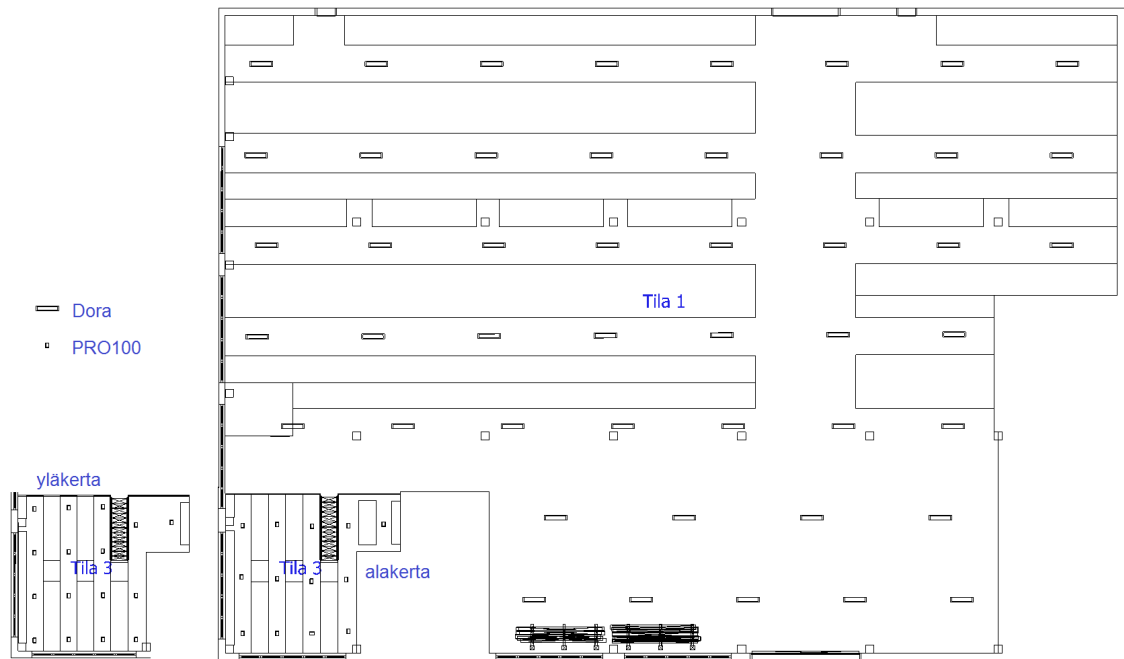 Tila 1
Dora
PRO100
yläkerta
Tila 3
Tila 3
alakerta